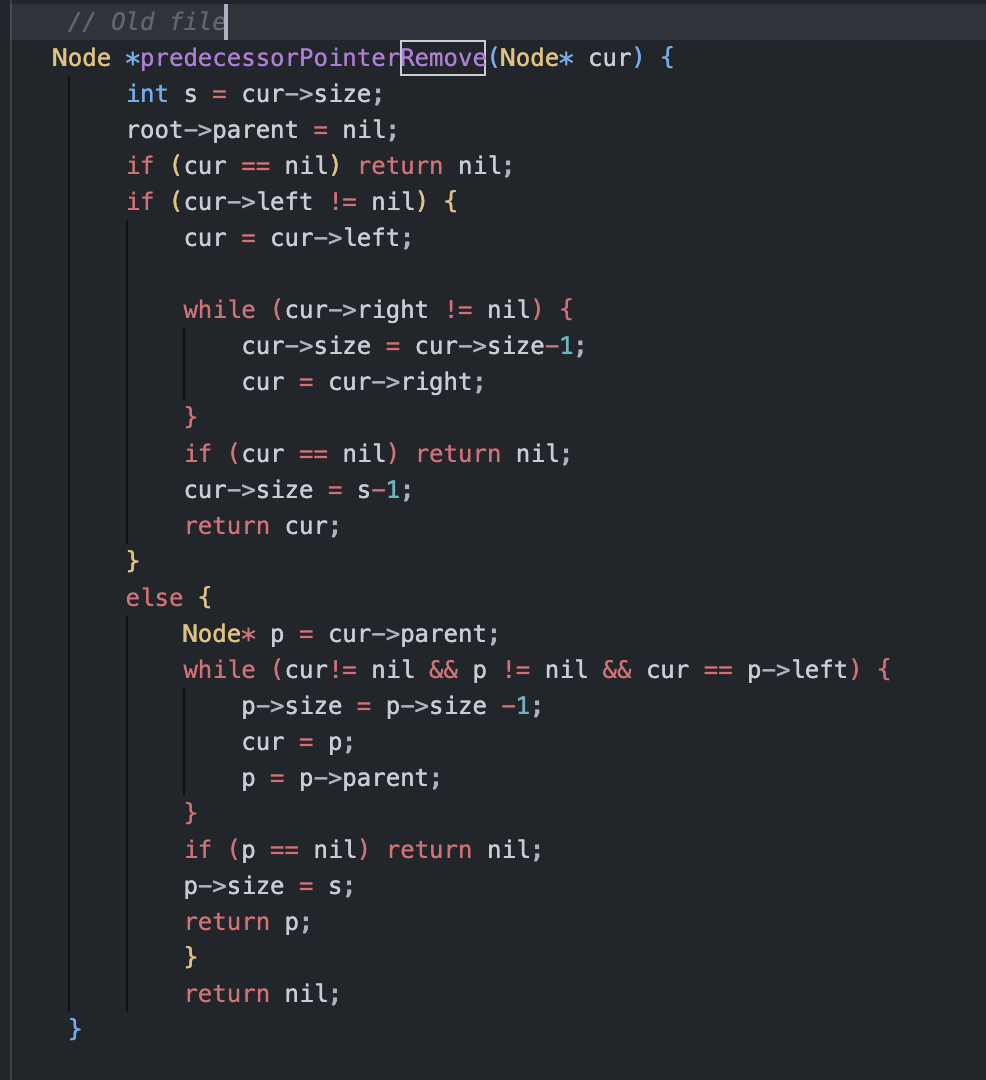 // Old file
Node *predecessorPointerRemove(Node* cur) {
int s = cur->size;
root->parent = nil;
if (cur == nil) return nil;
if (cur->left != nil) {
cur = cur->left;
while (cur->right != nil) {
cur->size = cur->size-1;
cur = cur->right;
}
if (cur == nil) return nil;
cur->size = s-1;
return cur;
}
else {
Node* p = cur->parent;
while (cur!= nil && p != nil && cur == p->left) {
p->size = p->size -1;
cur = p;
p = p->parent;
}
if (p == nil) return nil;
p->size = s;
return p;
}
return nil;
}